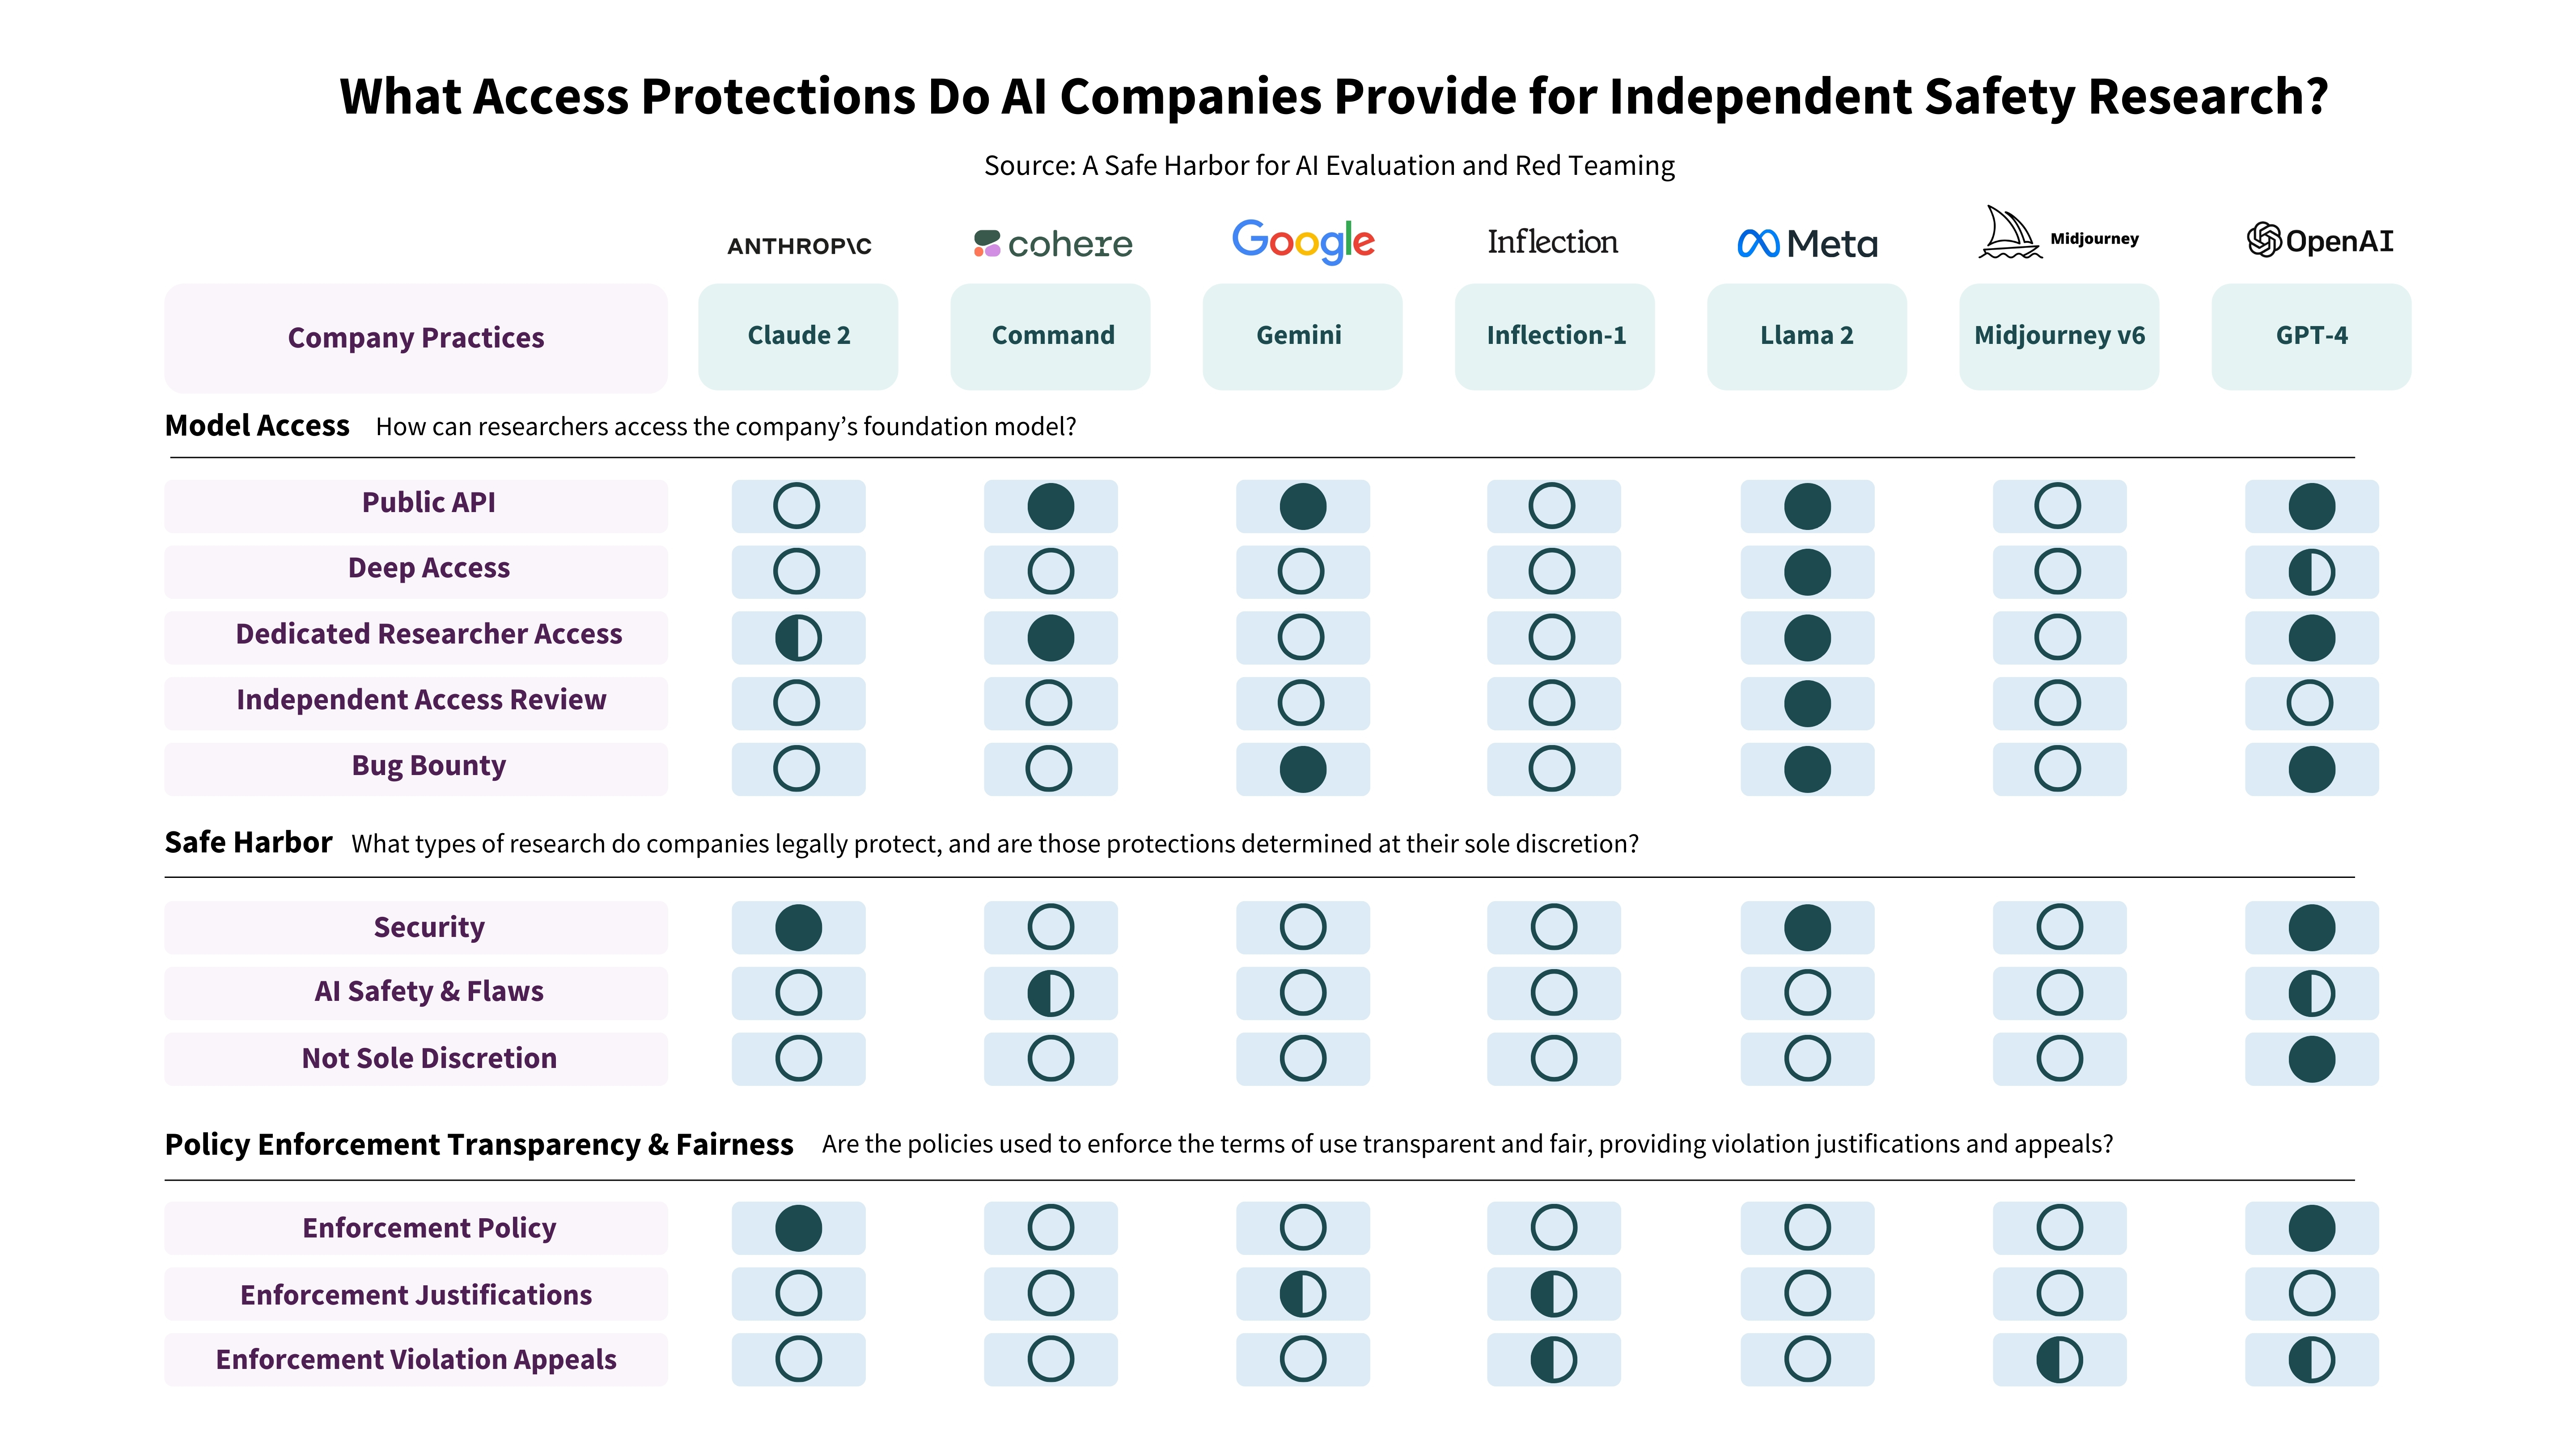 What Access Protections Do AI Companies Provide for Independent Safety Research?
Source: A Safe Harbor for AI Evaluation and Red Teaming
ANTHROP\C cohere Google Inflection Meta Midjourney OpenAI
Company Practices Claude 2 Command Gemini Inflection-1 Llama 2 Midjourney v6 GPT-4
Model Access How can researchers access the company’s foundation model?
Public API
Deep Access
Dedicated Researcher Access
Independent Access Review
Bug Bounty
Safe Harbor What types of research do companies legally protect, and are those protections determined at their sole discretion?
Security
AI Safety & Flaws
Not Sole Discretion
Policy Enforcement Transparency & Fairness Are the policies used to enforce the terms of use transparent and fair, providing violation justifications and appeals?
Enforcement Policy
Enforcement Justifications
Enforcement Violation Appeals